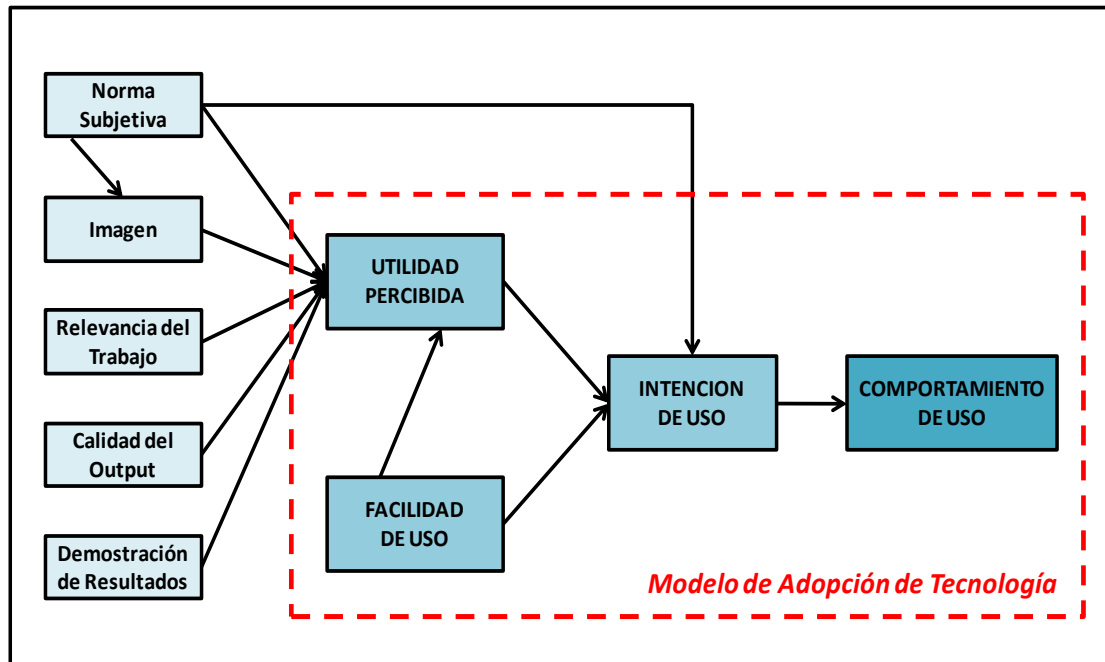 Norma
Subjetiva
Imagen
Relevancia del
Trabajo
Calidad del
Output
Demostración
de Resultados
UTILIDAD
PERCIBIDA
FACILIDAD
DE USO
INTENCION
DE USO
COMPORTAMIENTO
DE USO
Modelo de Adopción de Tecnología